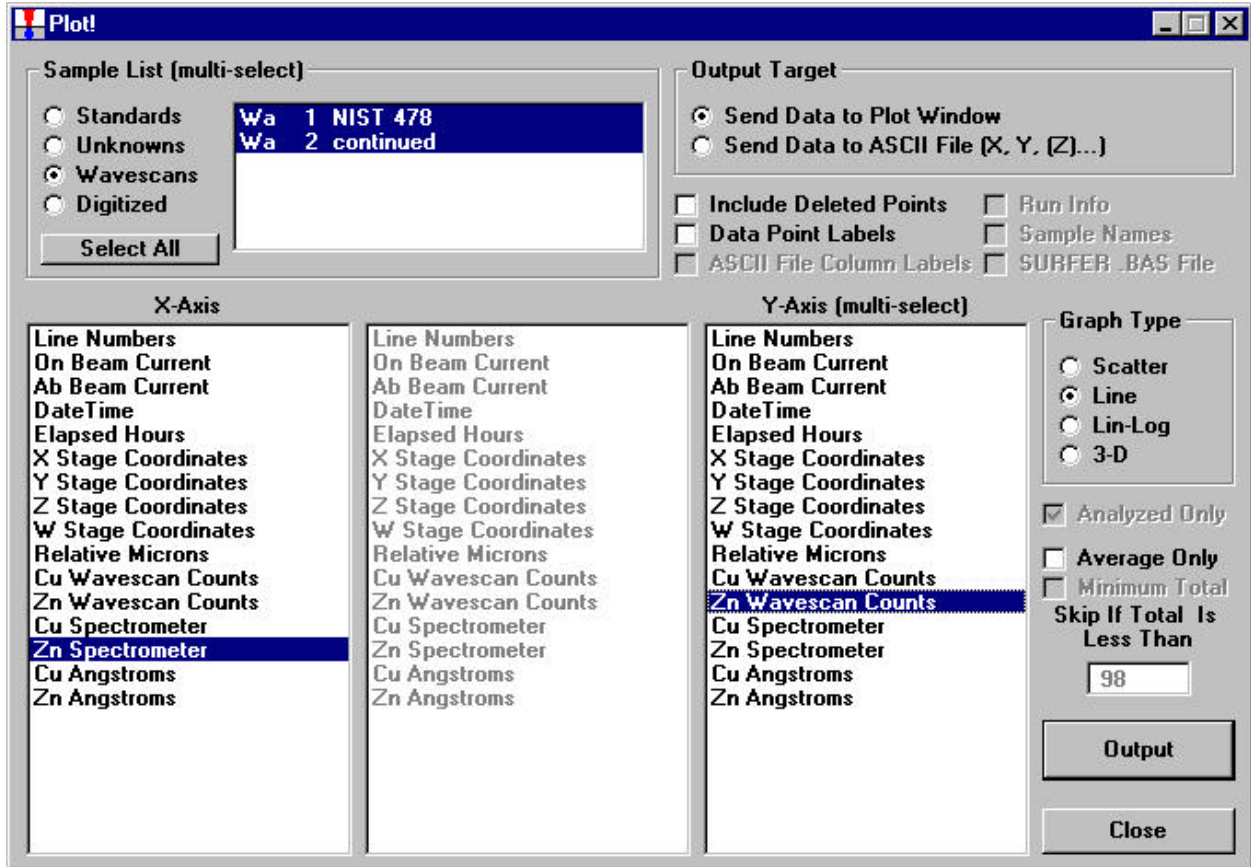 Plot!
Sample List (multi-select)
Standards
Unknowns
Wavescans
Digitized
Select All
Wa 1 NIST 478
Wa 2 continued
Output Target
Send Data to Plot Window
Send Data to ASCII File (X, Y, (Z)...)
Include Deleted Points
Data Point Labels
ASCII File Column Labels
Run Info
Sample Names
SURFER .BAS File
X-Axis
Line Numbers
On Beam Current
Ab Beam Current
DateTime
Elapsed Hours
X Stage Coordinates
Y Stage Coordinates
Z Stage Coordinates
W Stage Coordinates
Relative Microns
Cu Wavescan Counts
Zn Wavescan Counts
Cu Spectrometer
Zn Spectrometer
Cu Angstroms
Zn Angstroms
Line Numbers
On Beam Current
Ab Beam Current
DateTime
Elapsed Hours
X Stage Coordinates
Y Stage Coordinates
Z Stage Coordinates
W Stage Coordinates
Relative Microns
Cu Wavescan Counts
Zn Wavescan Counts
Cu Spectrometer
Zn Spectrometer
Cu Angstroms
Zn Angstroms
Y-Axis (multi-select)
Line Numbers
On Beam Current
Ab Beam Current
DateTime
Elapsed Hours
X Stage Coordinates
Y Stage Coordinates
Z Stage Coordinates
W Stage Coordinates
Relative Microns
Cu Wavescan Counts
Zn Wavescan Counts
Cu Spectrometer
Zn Spectrometer
Cu Angstroms
Zn Angstroms
Graph Type
Scatter
Line
Lin-Log
3-D
Analyzed Only
Average Only
Minimum Total
Skip If Total Is
Less Than
98
Output
Close